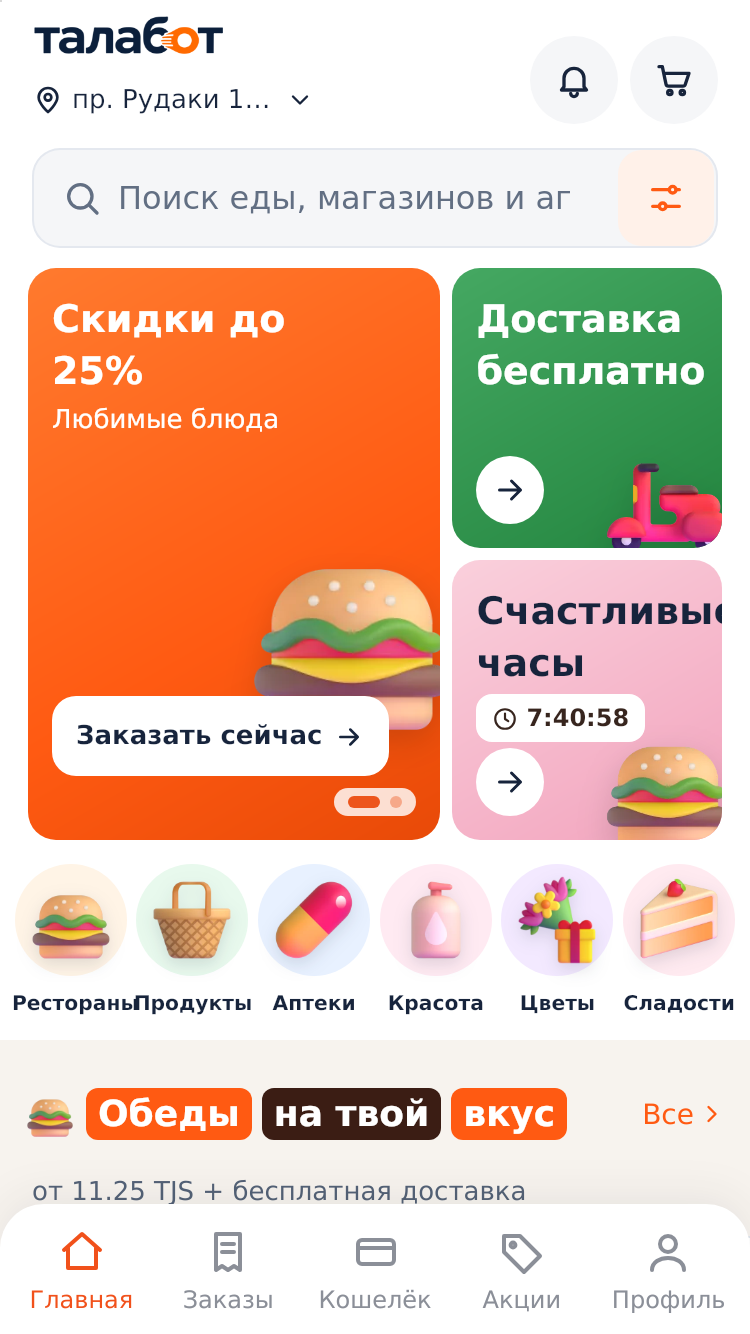 талабот
пр. Рудаки 1...
Поиск еды, магазинов и аг
Скидки до
25%
Любимые блюда
Заказать сейчас
Доставка
бесплатно
Счастливые
часы
7:40:58
Рестораны
Продукты
Аптеки
Красота
Цветы
Сладости
Обеды на твой вкус
Все
от 11.25 TJS + бесплатная доставка
Главная
Заказы
Кошелёк
Акции
Профиль